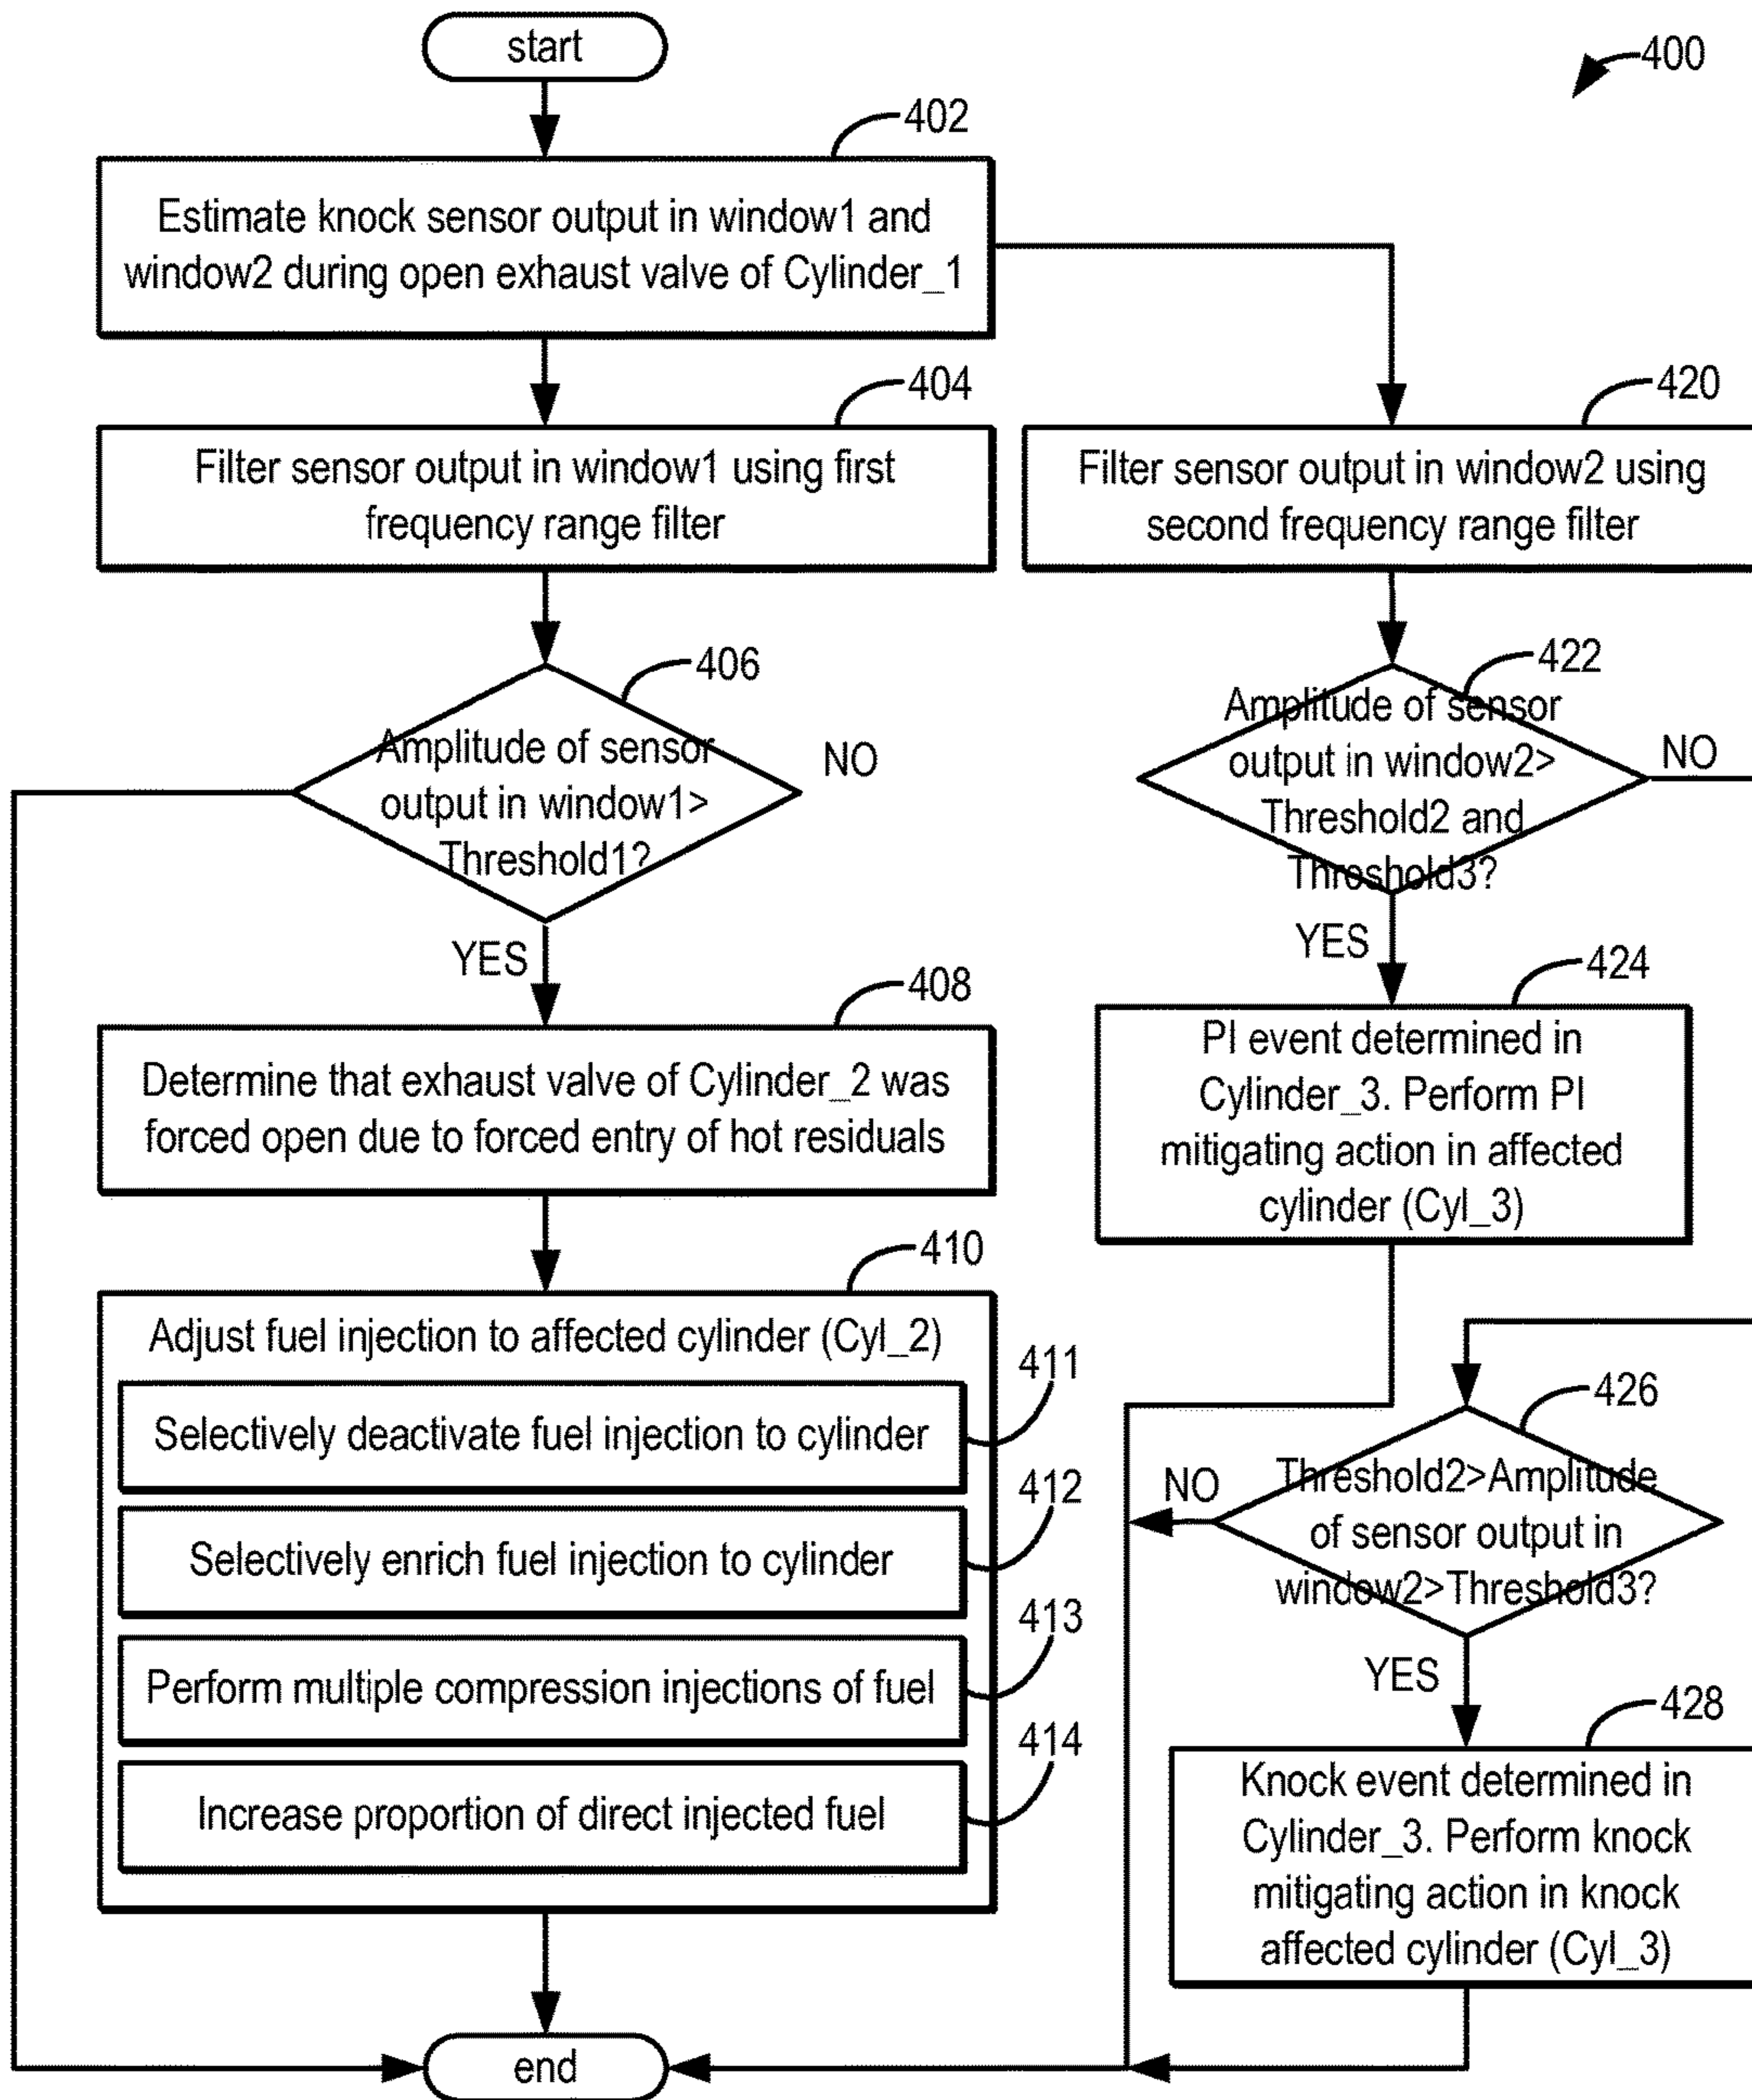 start
400
402
Estimate knock sensor output in window1 and
window2 during open exhaust valve of Cylinder_1
404
Filter sensor output in window1 using first
frequency range filter
420
Filter sensor output in window2 using
second frequency range filter
406
Amplitude of sensor
output in window1>
Threshold1?
NO
YES
422
Amplitude of sensor
output in window2>
Threshold2 and
Threshold3?
NO
YES
408
Determine that exhaust valve of Cylinder_2 was
forced open due to forced entry of hot residuals
424
PI event determined in
Cylinder_3. Perform PI
mitigating action in affected
cylinder (Cyl_3)
410
Adjust fuel injection to affected cylinder (Cyl_2)
411
Selectively deactivate fuel injection to cylinder
412
Selectively enrich fuel injection to cylinder
413
Perform multiple compression injections of fuel
414
Increase proportion of direct injected fuel
426
Threshold2>Amplitude
of sensor output in
window2>Threshold3?
NO
YES
428
Knock event determined in
Cylinder_3. Perform knock
mitigating action in knock
affected cylinder (Cyl_3)
end